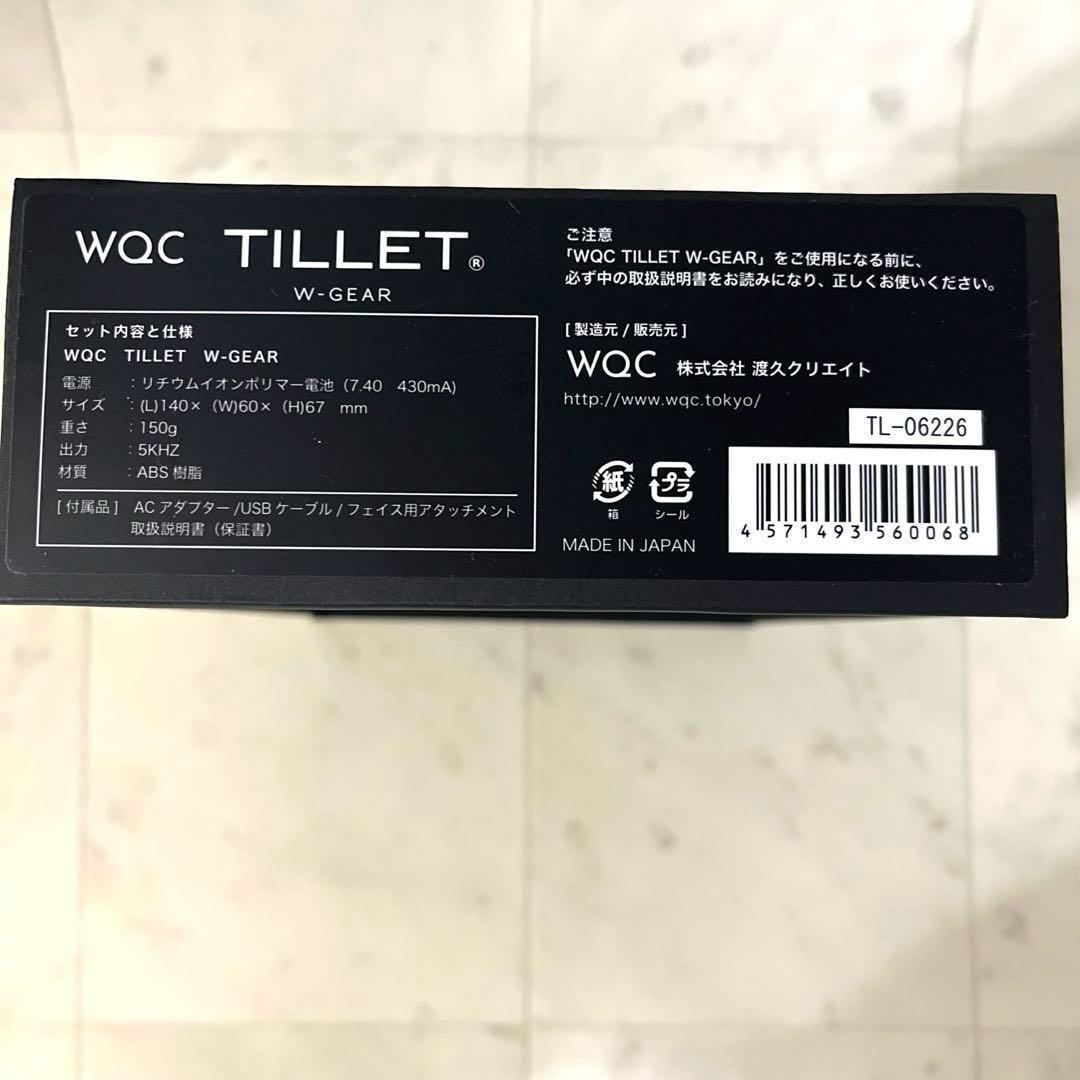 WQC TILLET®
W-GEAR
セット内容と仕様
WQC TILLET W-GEAR
電源 : リチウムイオンポリマー電池（7.40 430mA)
サイズ : (L)140×（W)60×（H)67 mm
重さ : 150g
出力 : 5KHZ
材質 : ABS 樹脂
[ 付属品 ] AC アダプター /USB ケーブル / フェイス用アタッチメント
取扱説明書（保証書）
ご注意
「WQC TILLET W-GEAR」をご使用になる前に、
必ず中の取扱説明書をお読みになり、正しくお使いください。
[ 製造元 / 販売元 ]
WQC 株式会社 渡久クリエイト
http://www.wqc.tokyo/
TL-06226
紙 プラ
箱 シール
MADE IN JAPAN
4 571493 560068